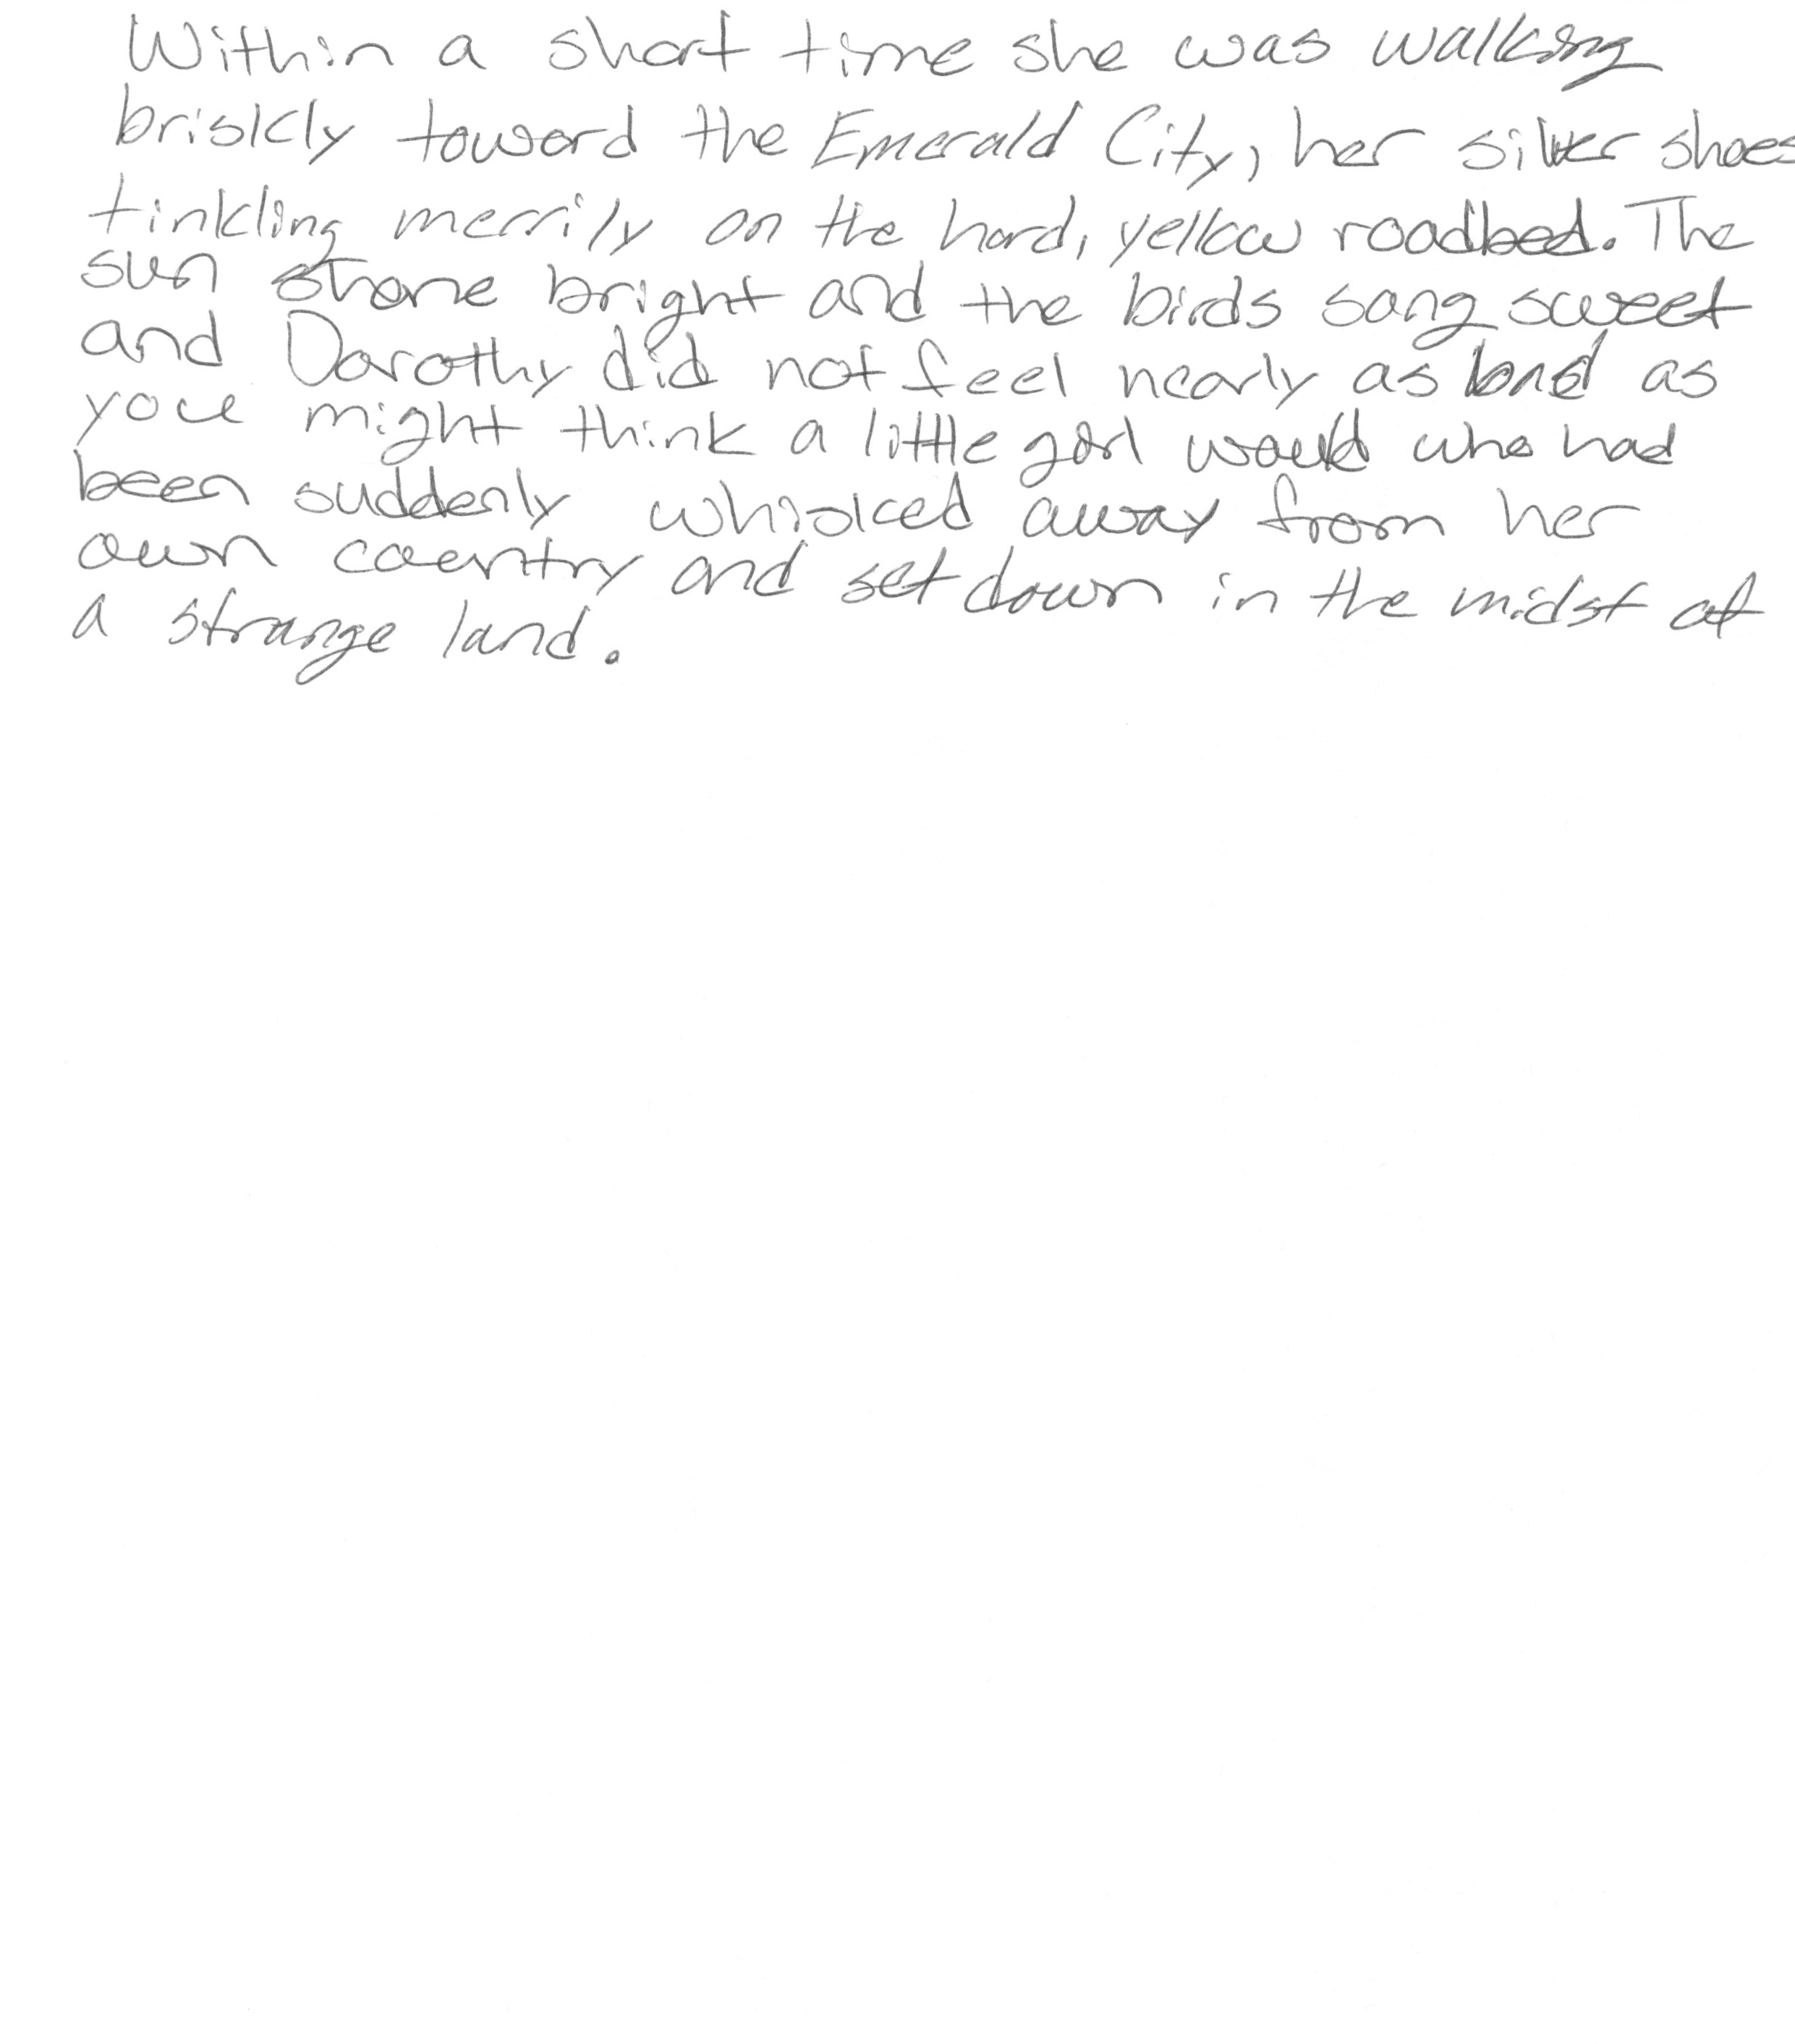 Within a short time she was walking
briskly toward the Emerald City, her silver shoes
tinkling merrily on the hard, yellow roadbed. The
sun shone bright and the birds sang sweet
and Dorothy did not feel nearly as bad as
you might think a little girl would who had
been suddenly whisked away from her
own country and set down in the midst of
a strange land.